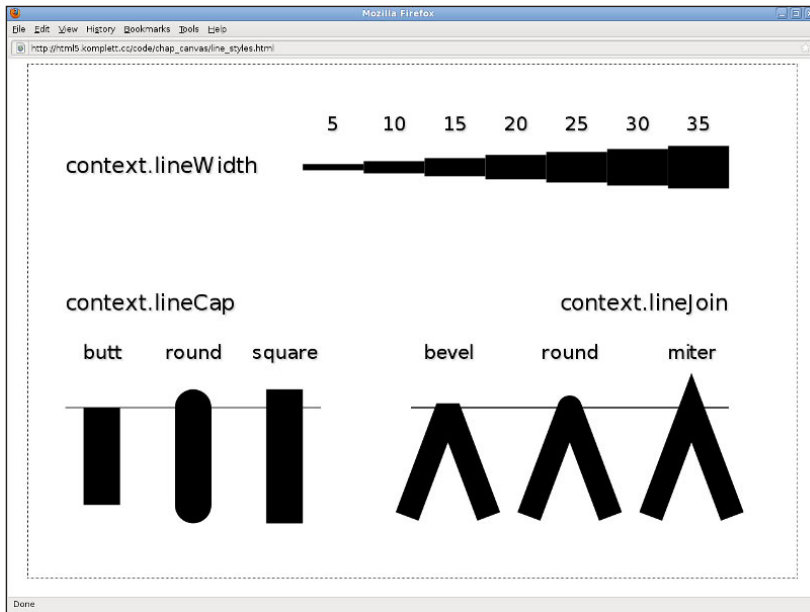 Mozilla Firefox
File Edit View History Bookmarks Tools Help
http://html5.komplett.cc/code/chap_canvas/line_styles.html
5 10 15 20 25 30 35
context.lineWidth
context.lineCap context.lineJoin
butt round square bevel round miter
Done